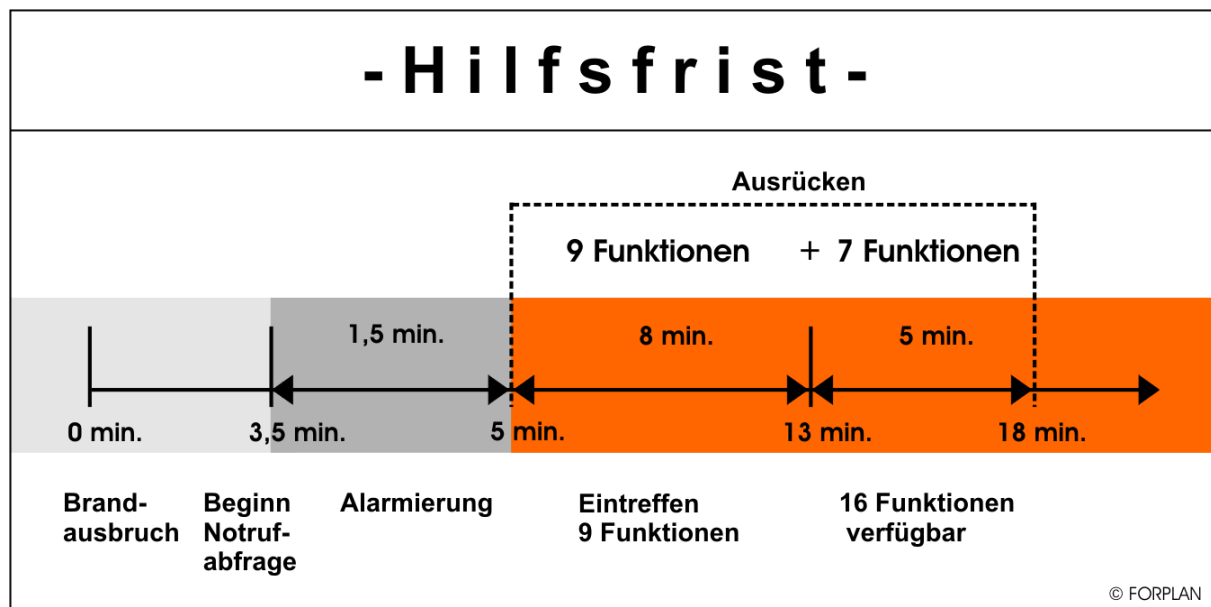 - H i l f s f r i s t -
Ausrücken
9 Funktionen + 7 Funktionen
1,5 min. 8 min. 5 min.
0 min. 3,5 min. 5 min. 13 min. 18 min.
Brand-
ausbruch
Beginn
Notruf-
abfrage
Alarmierung
Eintreffen
9 Funktionen
16 Funktionen
verfügbar
© FORPLAN